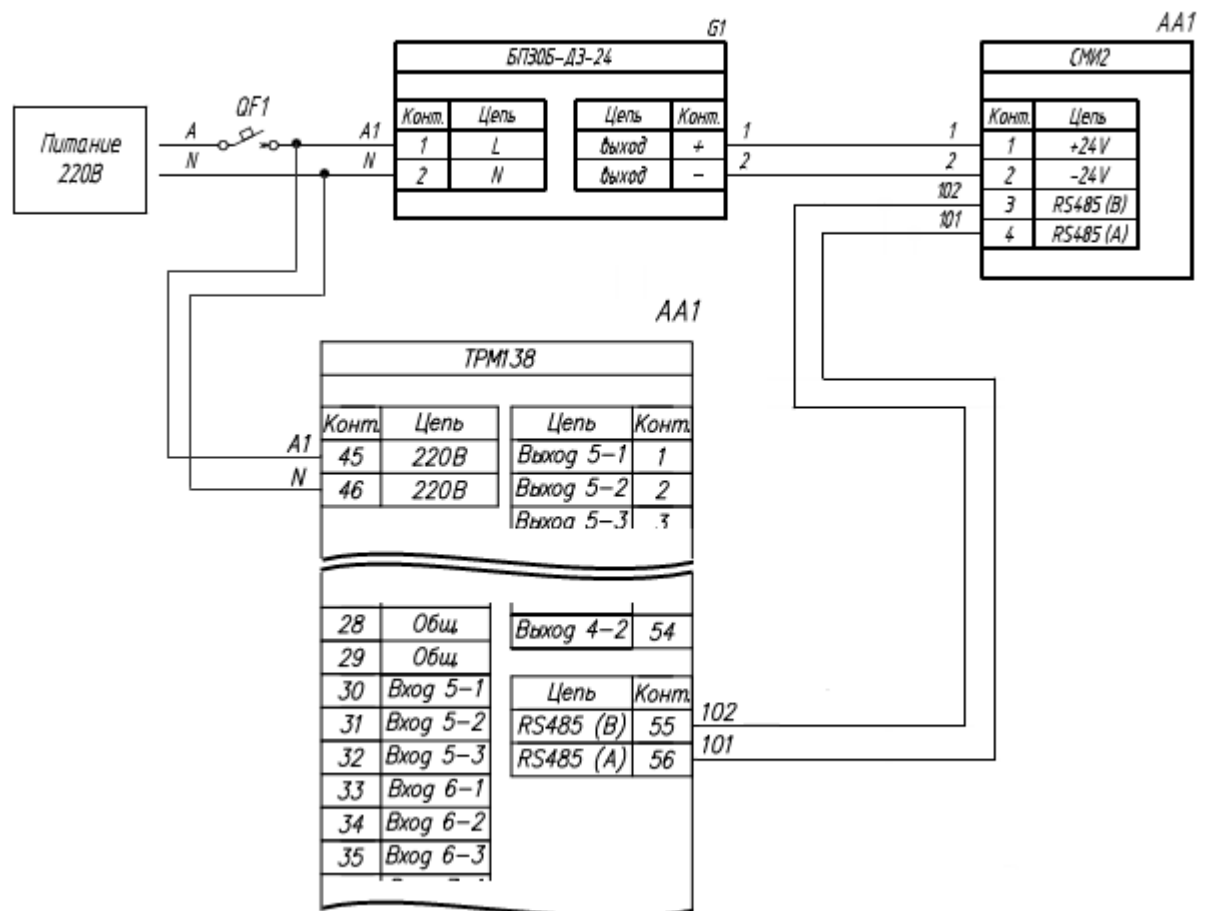 G1
AA1
БП30Б-Д3-24
СМИ2
QF1
Питание
220В
A
N
A1
N
Конт. Цепь Цепь Конт.
1 L Выход +
2 N Выход -
1
2
1
2
102
101
Конт. Цепь
1 +24V
2 -24V
3 RS485 (B)
4 RS485 (A)
AA1
ТРМ138
Конт. Цепь Цепь Конт.
A1
N
45 220В Выход 5-1 1
46 220В Выход 5-2 2
Выход 5-3 3
28 Общ Выход 4-2 54
29 Общ
30 Вход 5-1 Цепь Конт.
31 Вход 5-2 RS485 (B) 55 102
32 Вход 5-3 RS485 (A) 56 101
33 Вход 6-1
34 Вход 6-2
35 Вход 6-3